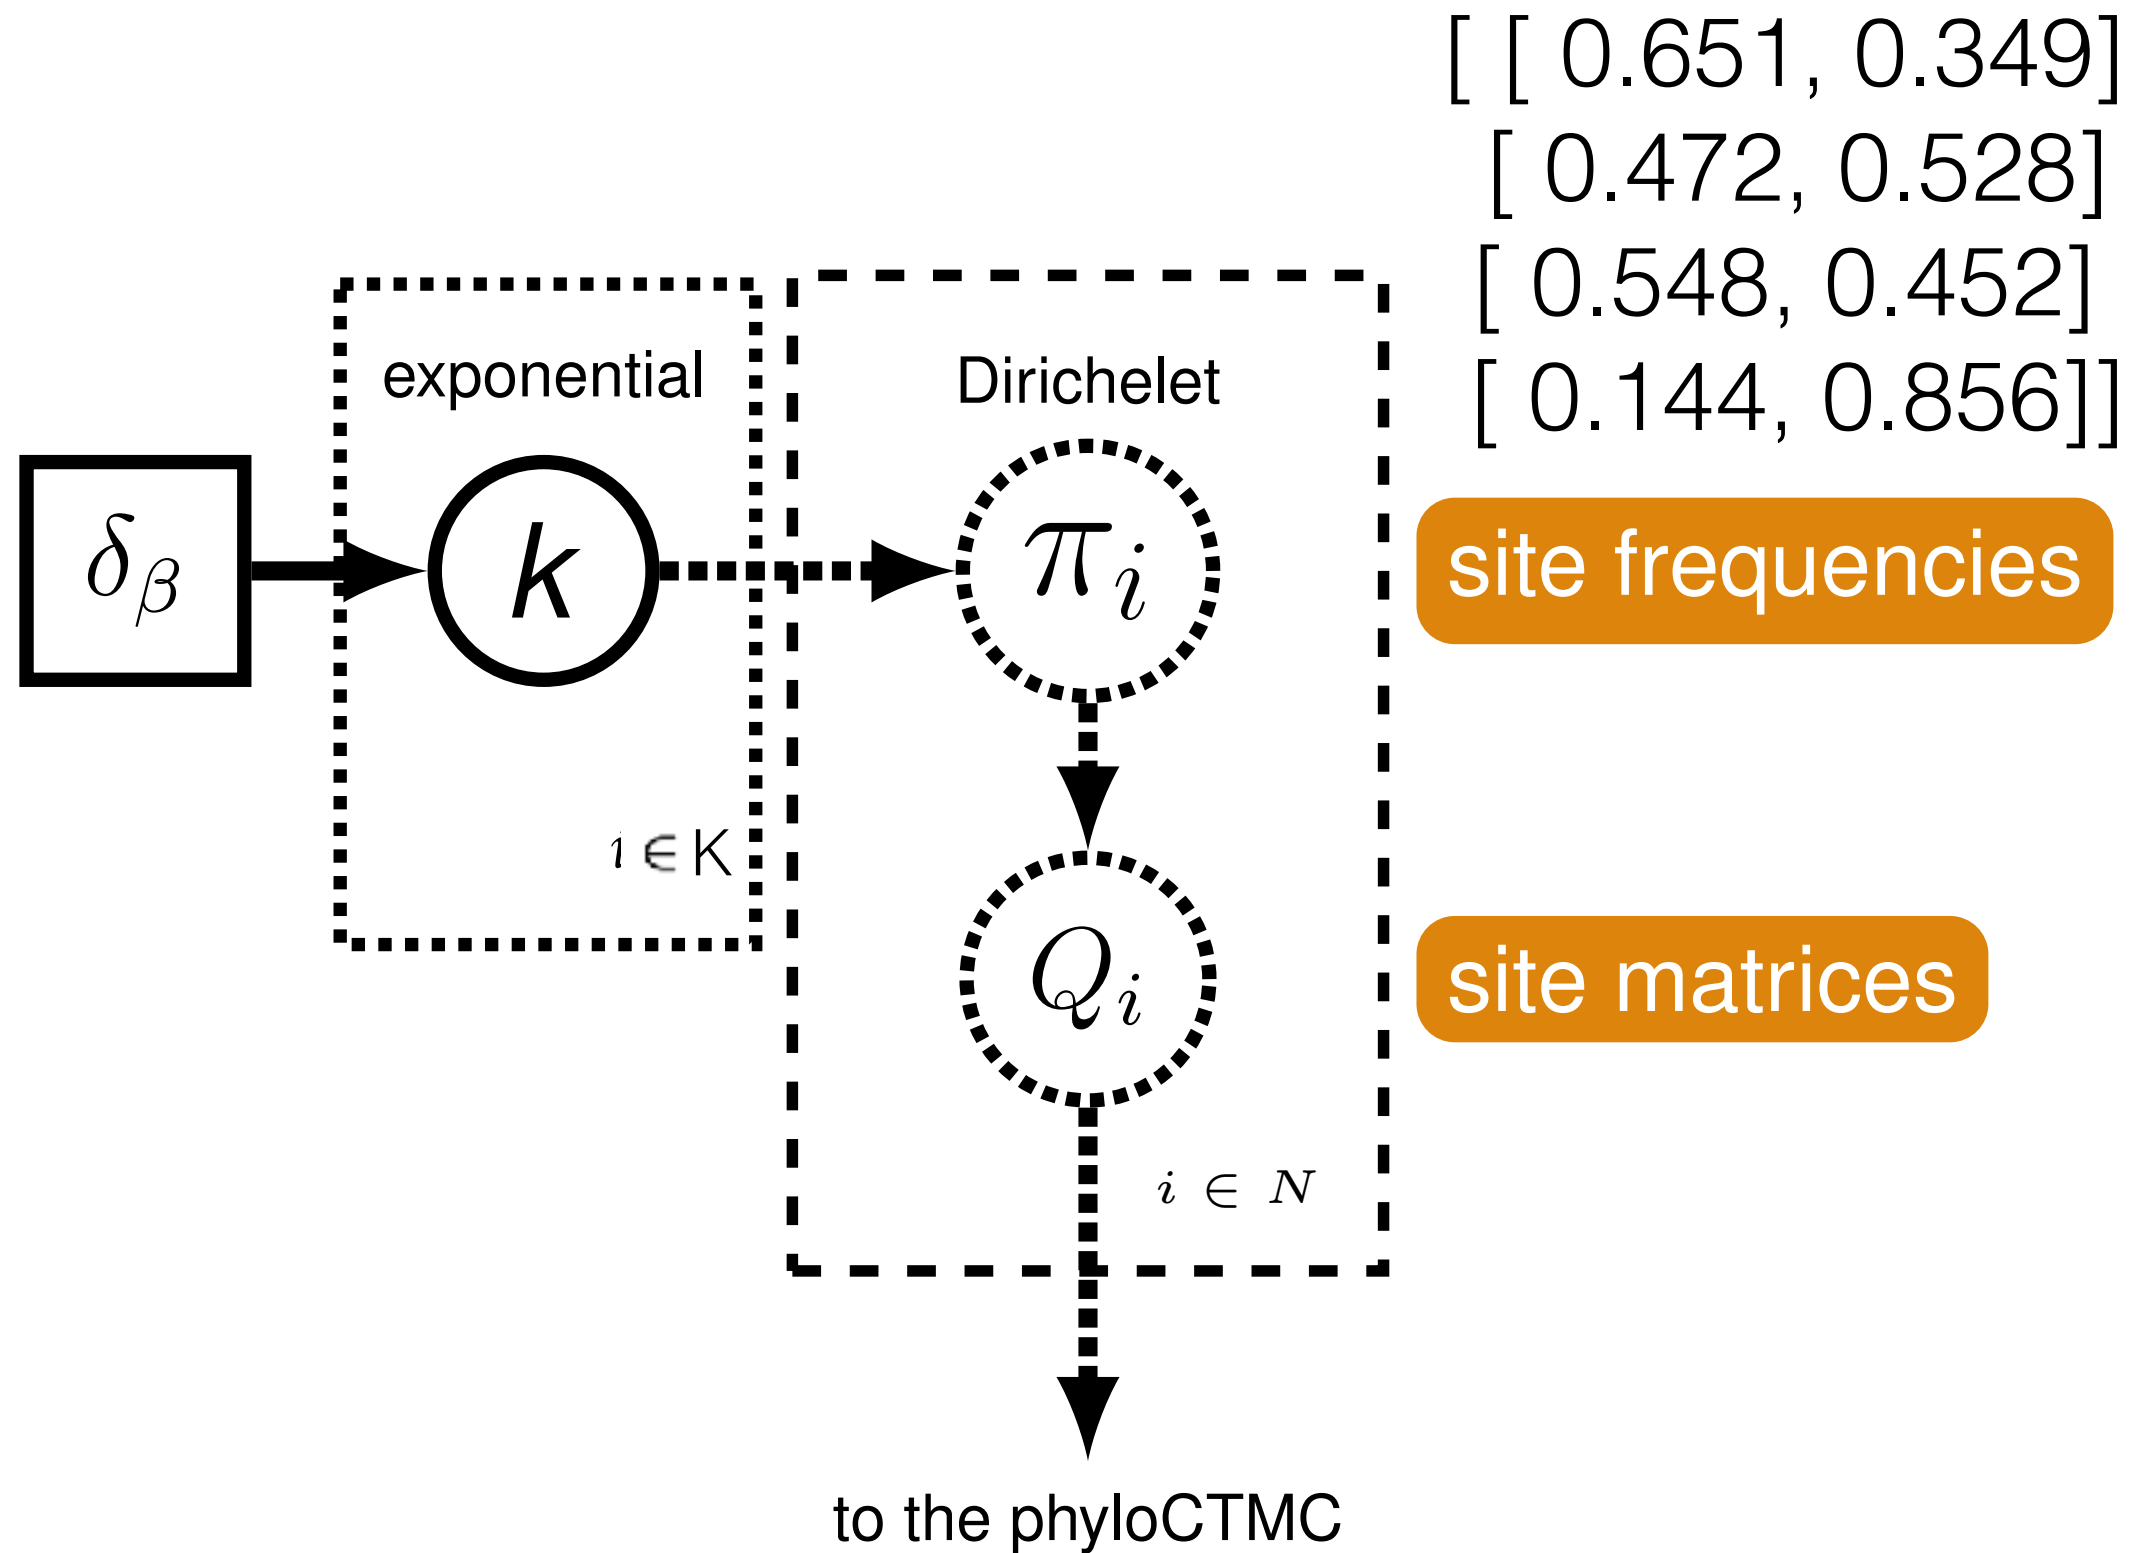 [ [ 0.651, 0.349]
[ 0.472, 0.528]
[ 0.548, 0.452]
[ 0.144, 0.856]]
exponential
Dirichelet
δβ
k
πi
site frequencies
i ∈ K
Qi
site matrices
i ∈ N
to the phyloCTMC